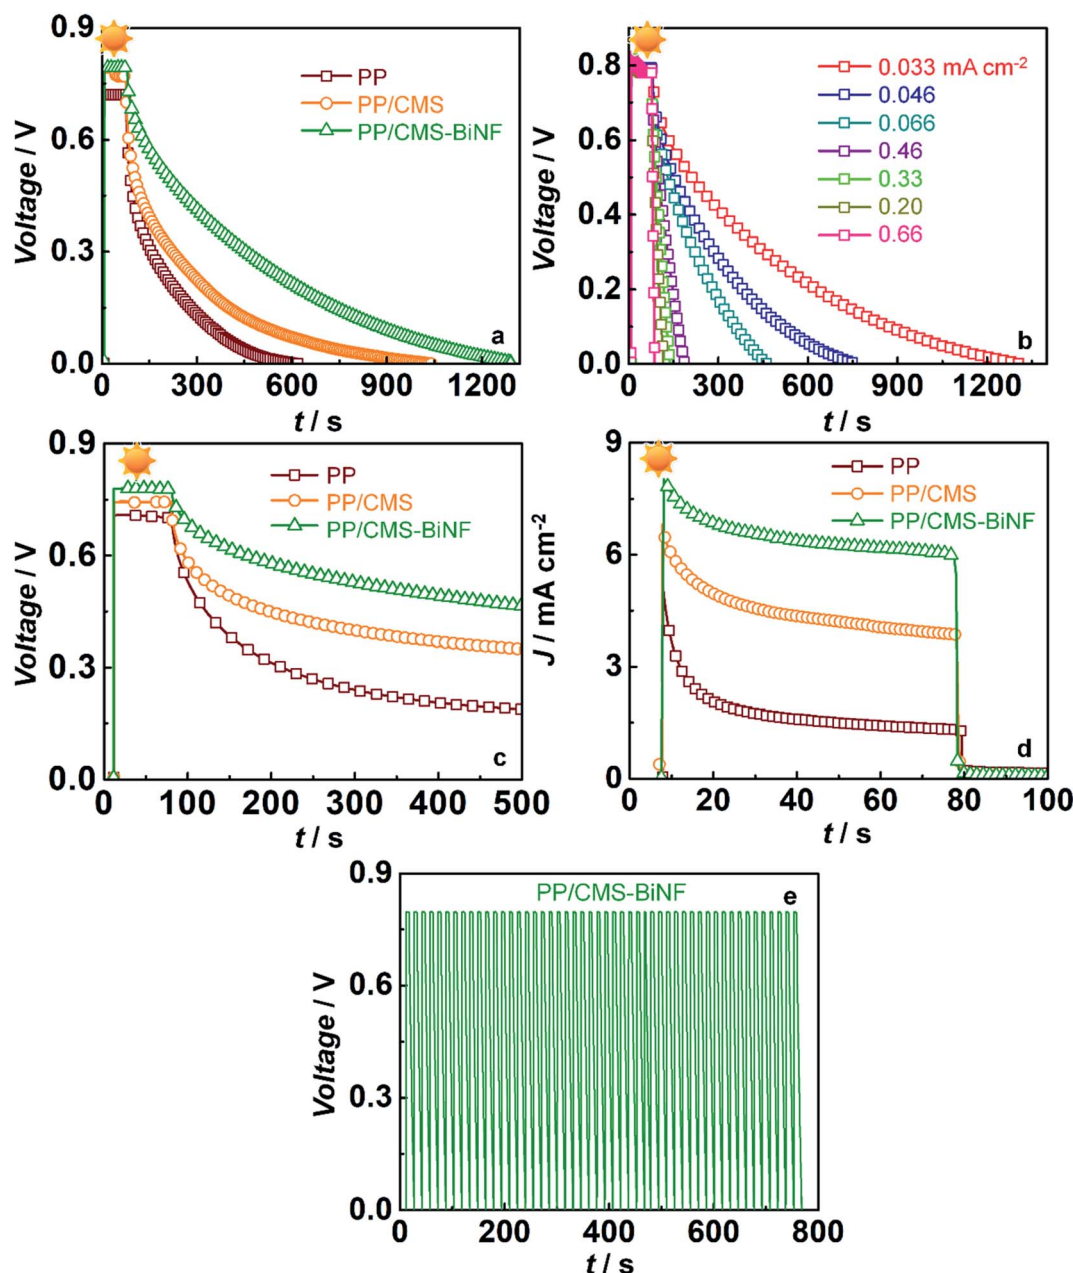 0.9
0.6
0.3
0.0
Voltage / V
PP
PP/CMS
PP/CMS-BiNF
a
0 300 600 900 1200
t / s
0.8
0.6
0.4
0.2
0.0
Voltage / V
0.033 mA cm⁻²
0.046
0.066
0.46
0.33
0.20
0.66
b
0 300 600 900 1200
t / s
0.9
0.6
0.3
0.0
Voltage / V
PP
PP/CMS
PP/CMS-BiNF
c
0 100 200 300 400 500
t / s
9
6
3
0
J / mA cm⁻²
PP
PP/CMS
PP/CMS-BiNF
d
0 20 40 60 80 100
t / s
0.9
0.6
0.3
0.0
Voltage / V
PP/CMS-BiNF
e
0 200 400 600 800
t / s